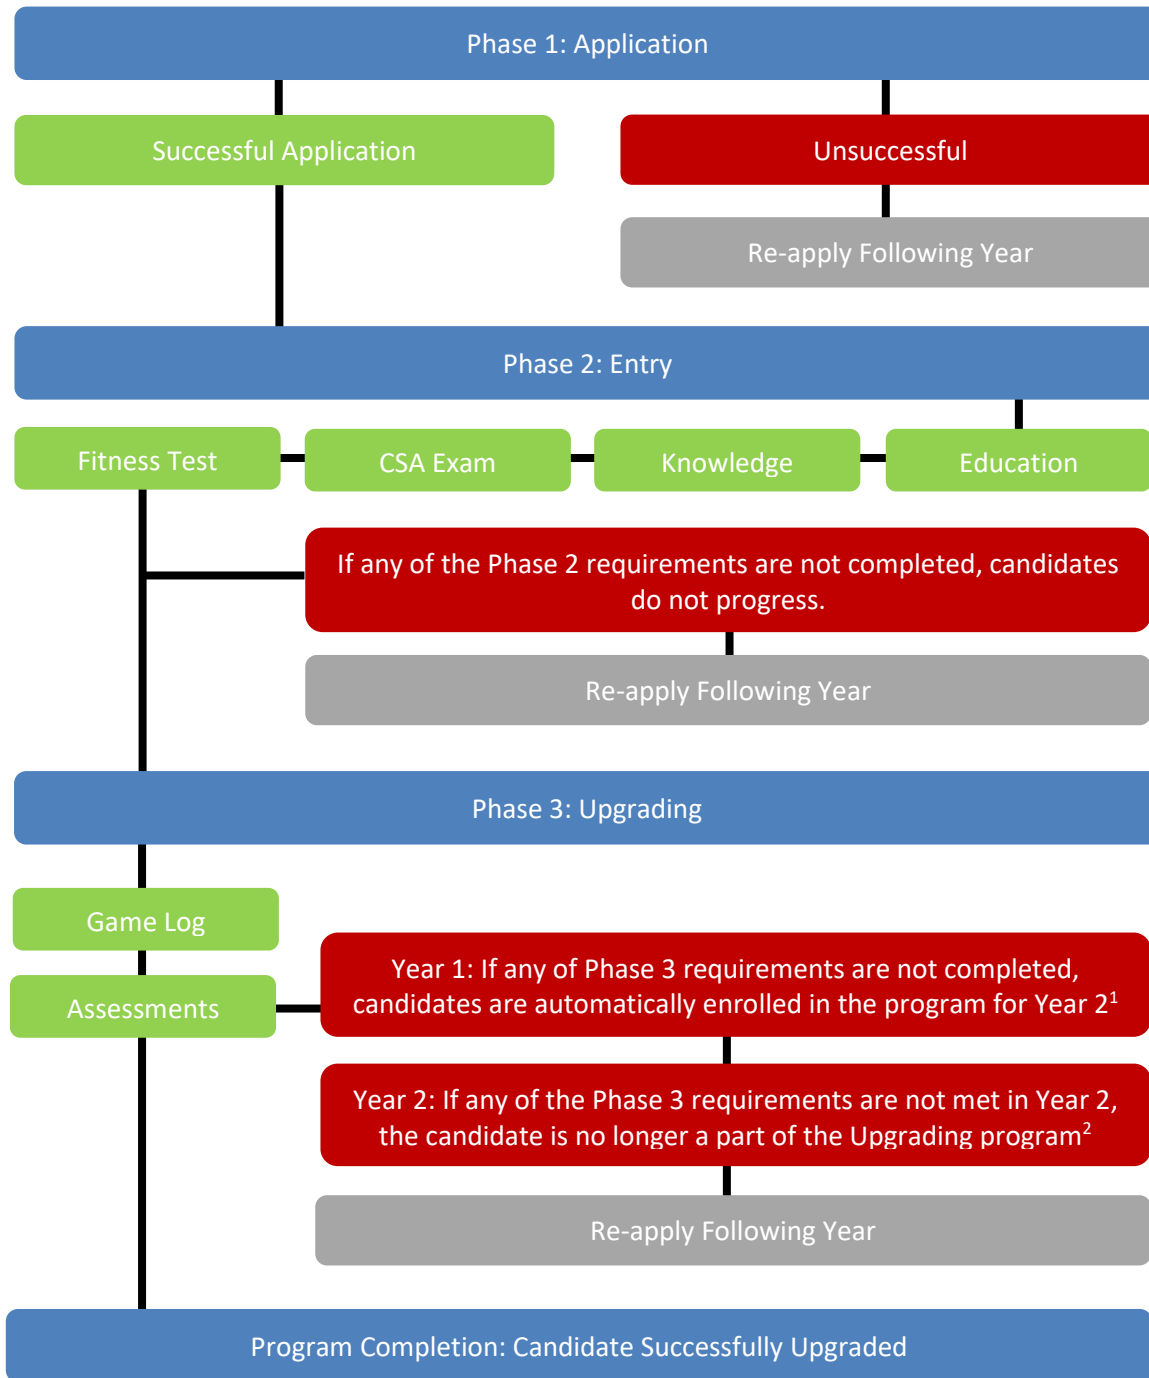 Phase 1: Application
Successful Application
Unsuccessful
Re-apply Following Year
Phase 2: Entry
Fitness Test
CSA Exam
Knowledge
Education
If any of the Phase 2 requirements are not completed, candidates
do not progress.
Re-apply Following Year
Phase 3: Upgrading
Game Log
Assessments
Year 1: If any of Phase 3 requirements are not completed,
candidates are automatically enrolled in the program for Year 2¹
Year 2: If any of the Phase 3 requirements are not met in Year 2,
the candidate is no longer a part of the Upgrading program²
Re-apply Following Year
Program Completion: Candidate Successfully Upgraded